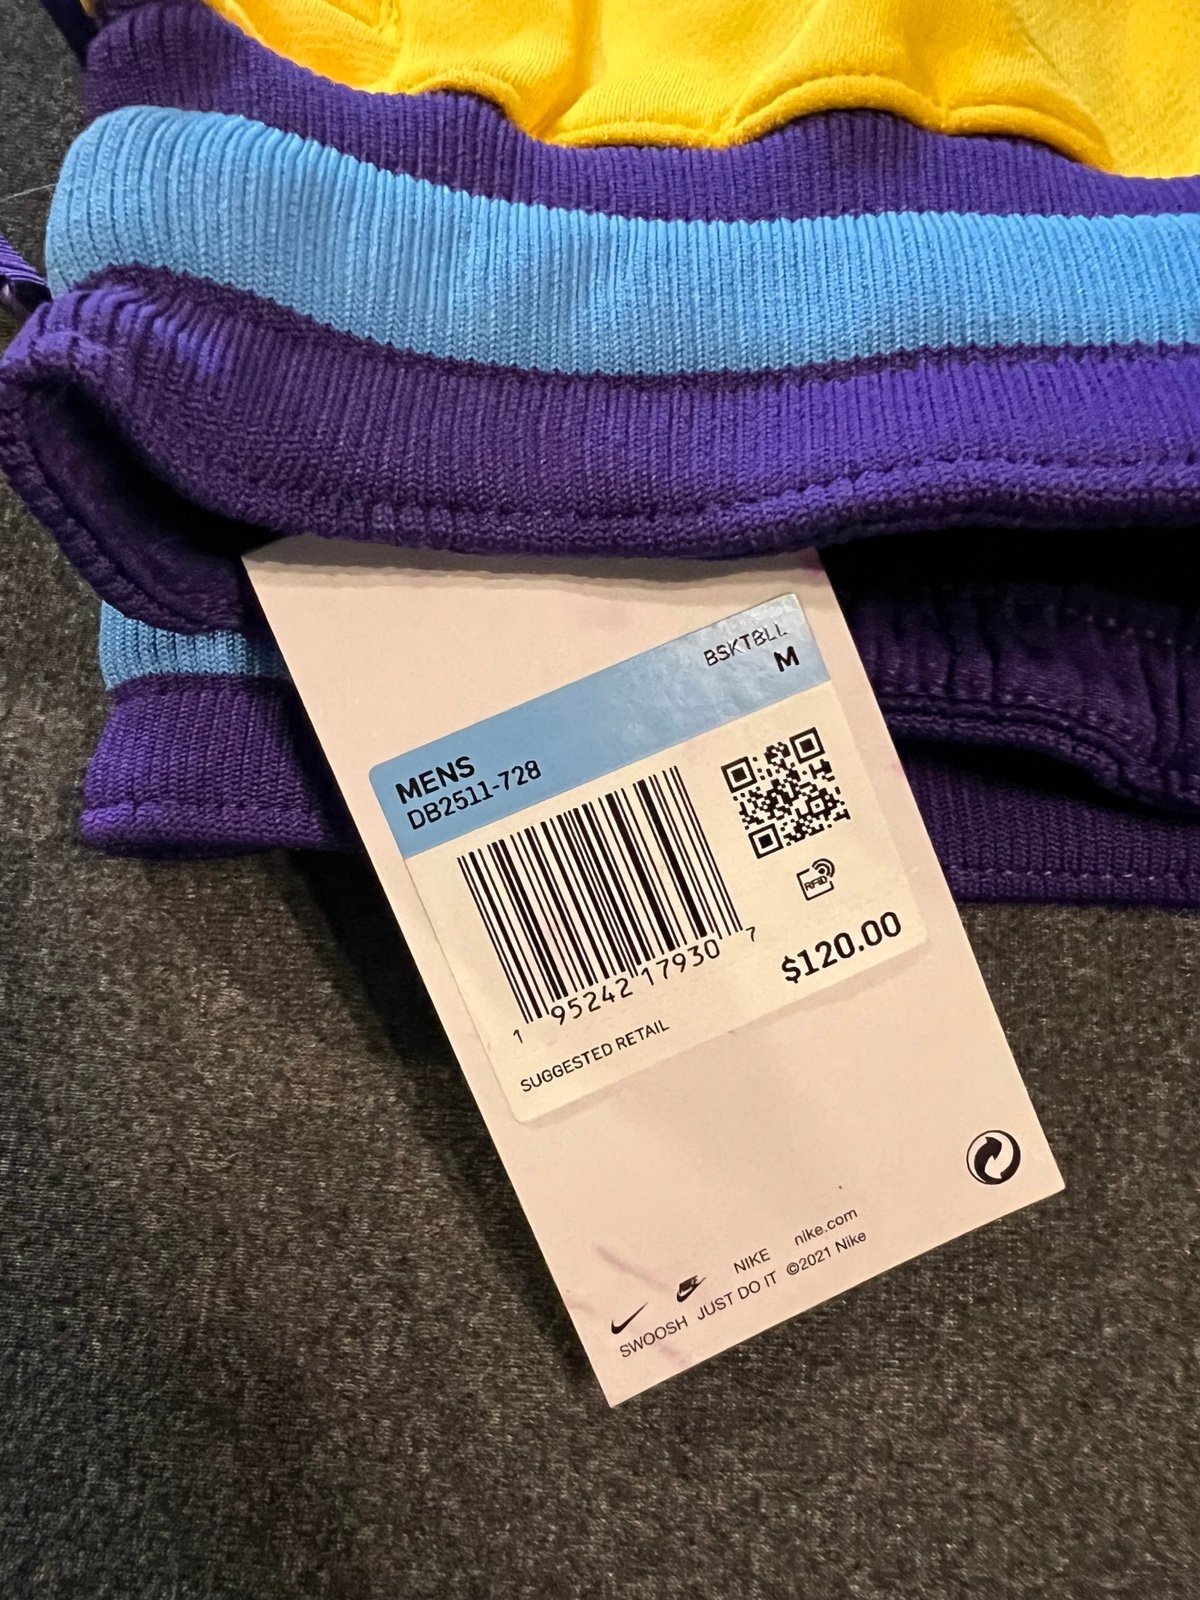 BSKTBLL
M
MENS
DB2511-728
RFID
1 95242 17930 7
$120.00
SUGGESTED RETAIL
NIKE nike.com
SWOOSH JUST DO IT ©2021 Nike